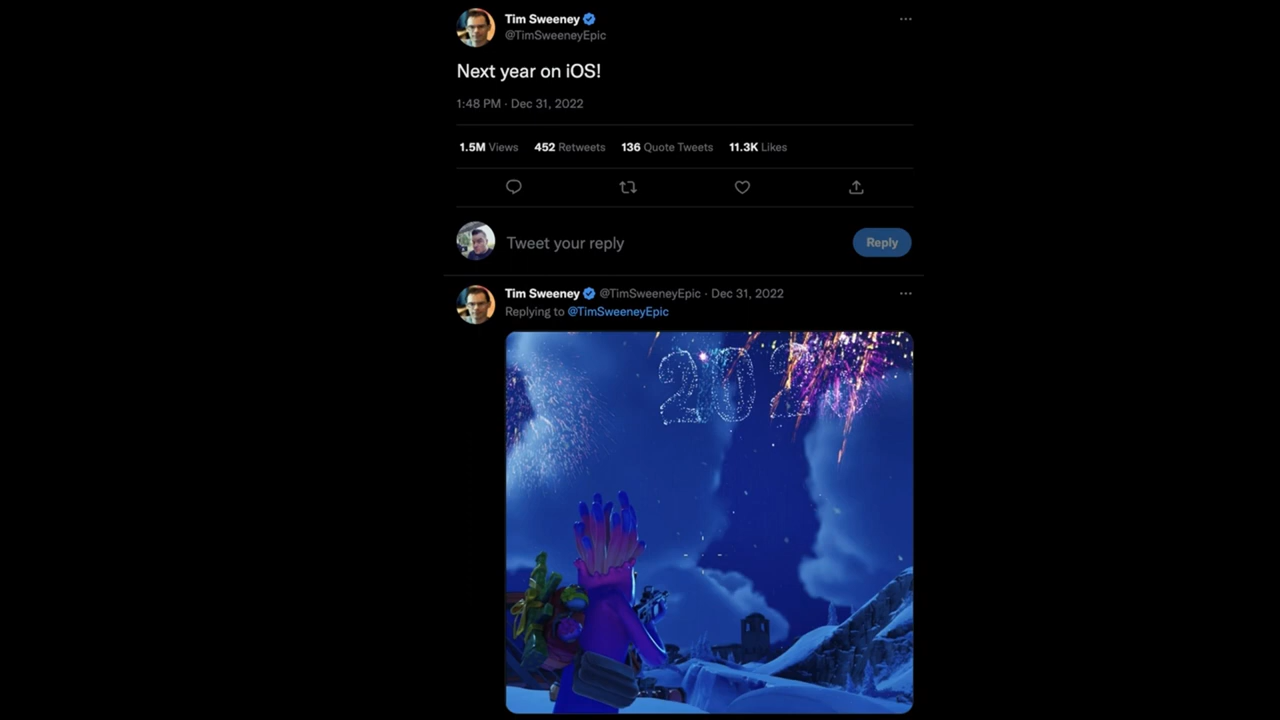 Tim Sweeney
@TimSweeneyEpic
Next year on iOS!
1:48 PM · Dec 31, 2022
1.5M Views 452 Retweets 136 Quote Tweets 11.3K Likes
Tweet your reply
Reply
Tim Sweeney @TimSweeneyEpic · Dec 31, 2022
Replying to @TimSweeneyEpic
202